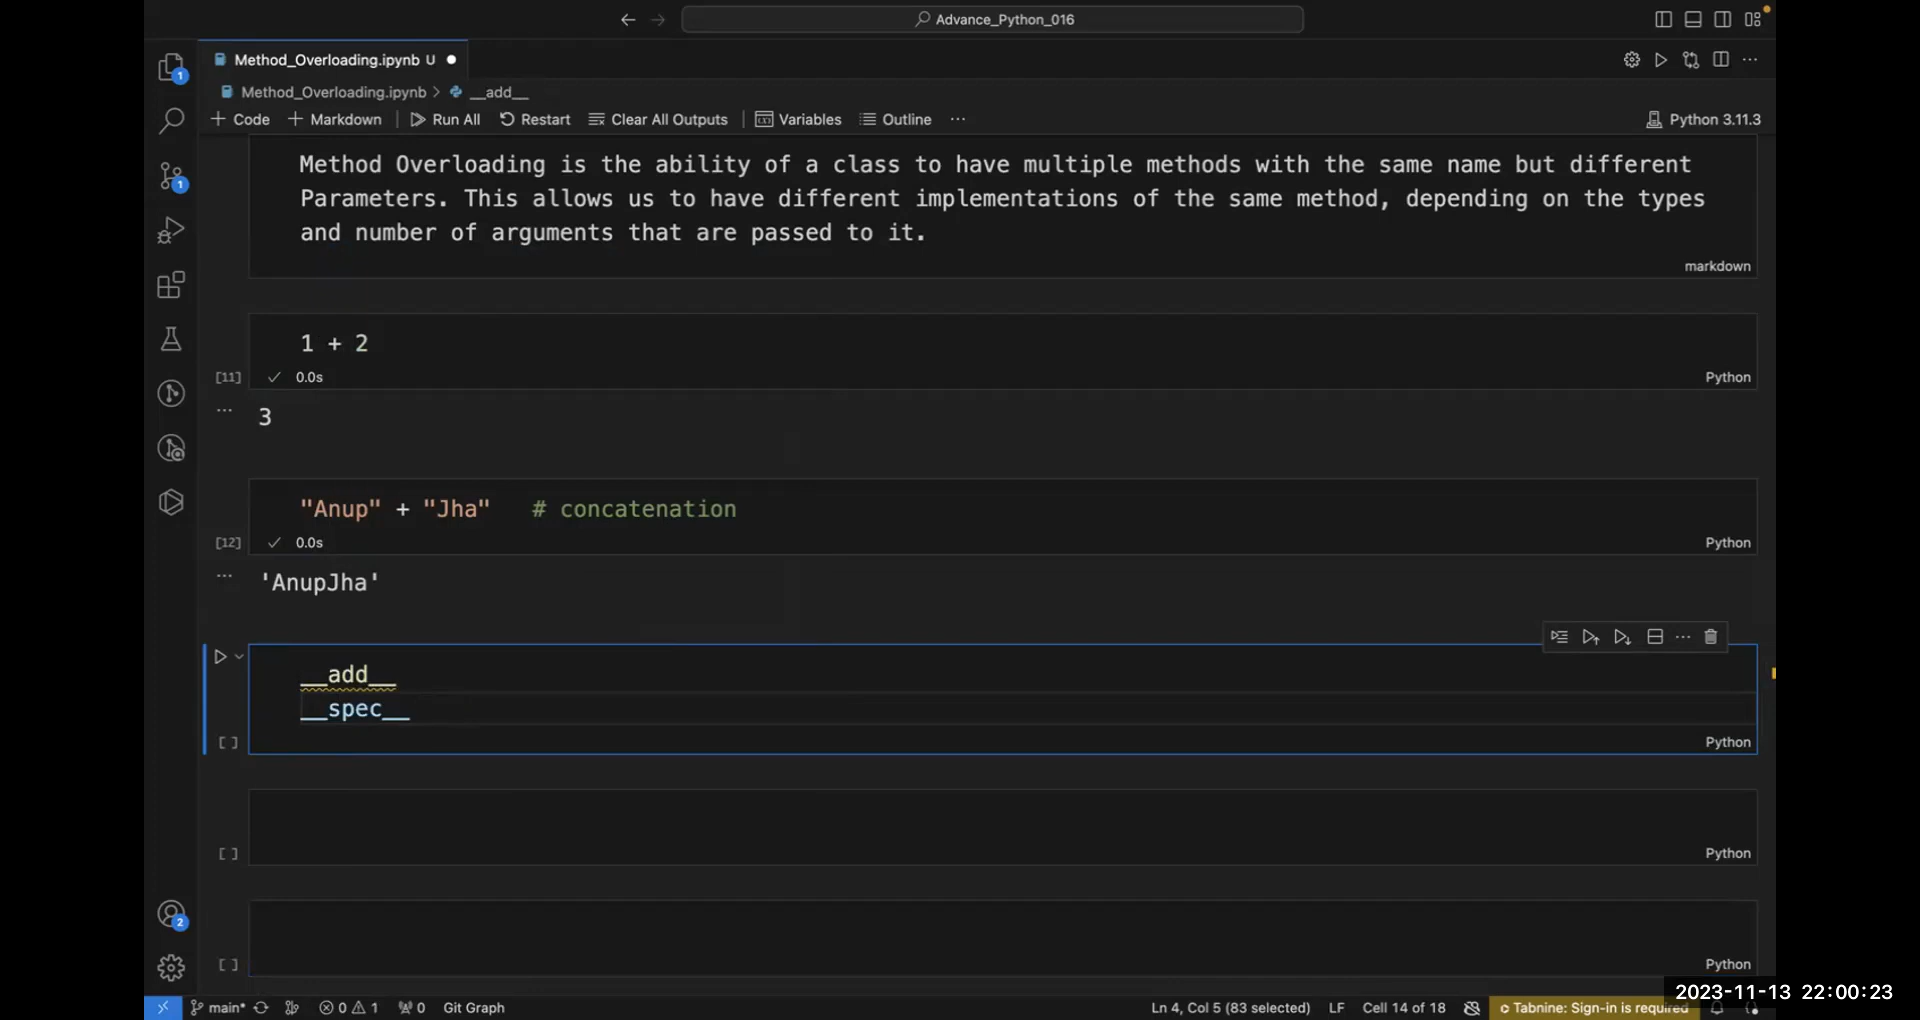 Advance_Python_016
Method_Overloading.ipynb U
Method_Overloading.ipynb > __add__
+ Code + Markdown Run All Restart Clear All Outputs Variables Outline ... Python 3.11.3
Method Overloading is the ability of a class to have multiple methods with the same name but different
Parameters. This allows us to have different implementations of the same method, depending on the types
and number of arguments that are passed to it.
markdown
1 + 2
[11] 0.0s Python
3
"Anup" + "Jha" # concatenation
[12] 0.0s Python
'AnupJha'
__add__
__spec__
[ ] Python
[ ] Python
[ ] Python
1
1
2
main* 0 1 0 Git Graph Ln 4, Col 5 (83 selected) LF Cell 14 of 18 Tabnine: Sign-in is required
2023-11-13 22:00:23